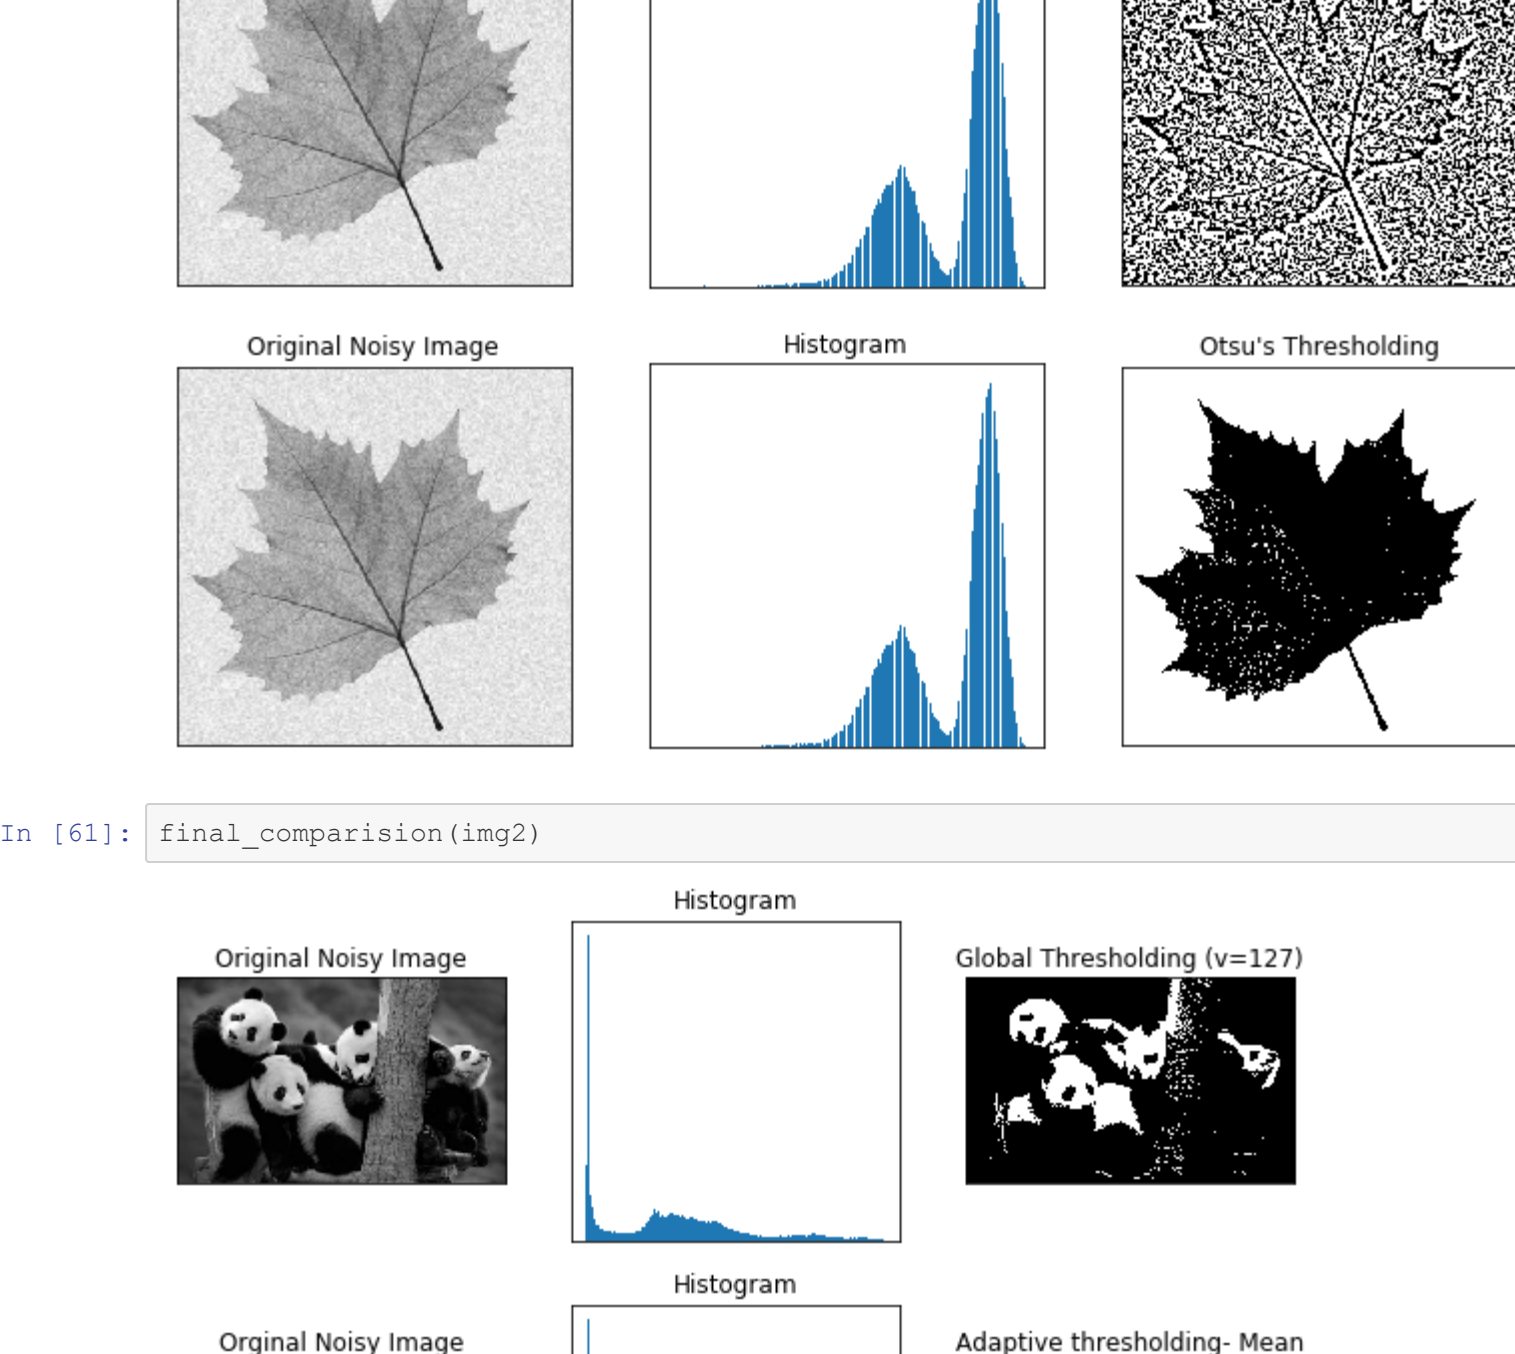 Original Noisy Image
Histogram
Otsu's Thresholding
In [61]: final_comparision(img2)
Histogram
Original Noisy Image
Global Thresholding (v=127)
Histogram
Orginal Noisy Image
Adaptive thresholding- Mean